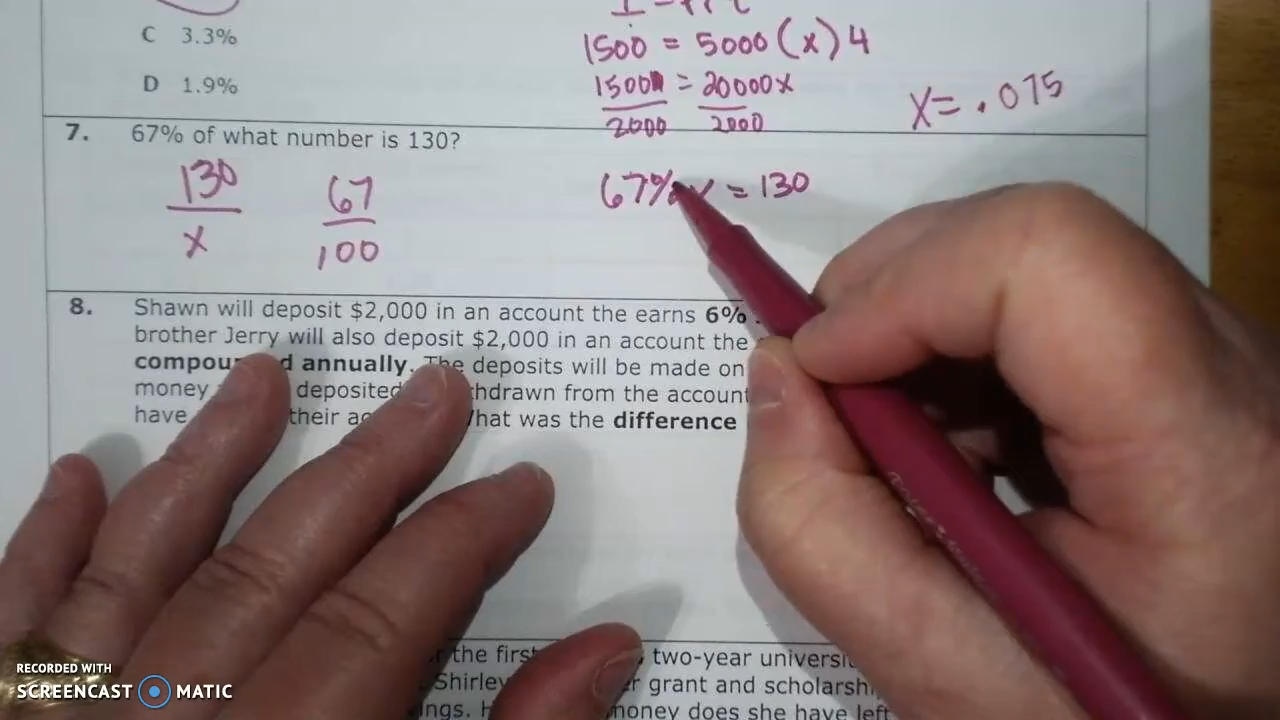 C 3.3%
D 1.9%
1500 = 5000 (x) 4
1500 = 20000x
2000 2000
x = .075
7. 67% of what number is 130?
130 67
x 100
67% x = 130
8. Shawn will deposit $2,000 in an account the earns 6%
brother Jerry will also deposit $2,000 in an account the
annually. The deposits will be made on
money deposited from the account
have their What was the difference
the first two-year
Shirley grant and
money does she have left
RECORDED WITH
SCREENCAST MATIC